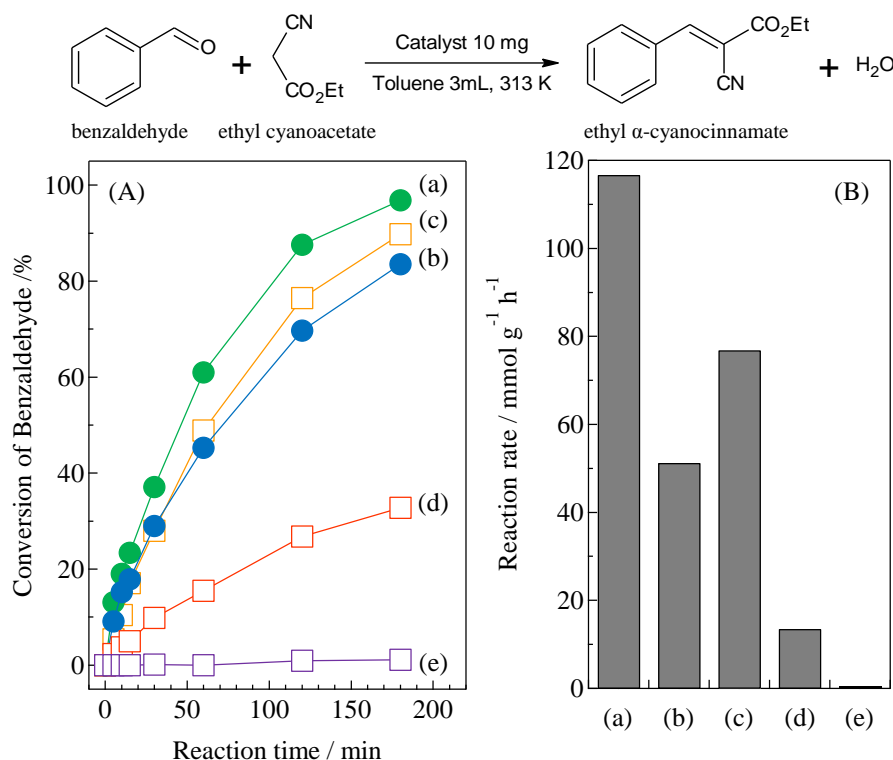 O
CN
CO₂Et
Catalyst 10 mg
Toluene 3mL, 313 K
OEt
CO₂
CN
H₂O
+
+
benzaldehyde
ethyl cyanoacetate
ethyl α-cyanocinnamate
(A)
Conversion of Benzaldehyde /%
100
80
60
40
20
0
(a)
(c)
(b)
(d)
(e)
0
50
100
150
200
Reaction time / min
(B)
Reaction rate / mmol g⁻¹ h⁻¹
120
100
80
60
40
20
0
(a)
(b)
(c)
(d)
(e)